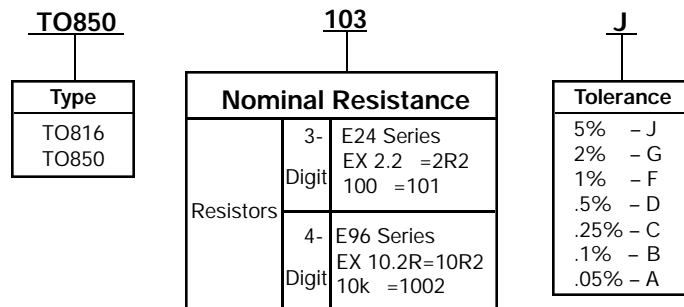 TO850 103 J
Type
TO816
TO850
Nominal Resistance
Resistors
3-
Digit
E24 Series
EX 2.2 =2R2
100 =101
4-
Digit
E96 Series
EX 10.2R=10R2
10k =1002
Tolerance
5% – J
2% – G
1% – F
.5% – D
.25% – C
.1% – B
.05% – A